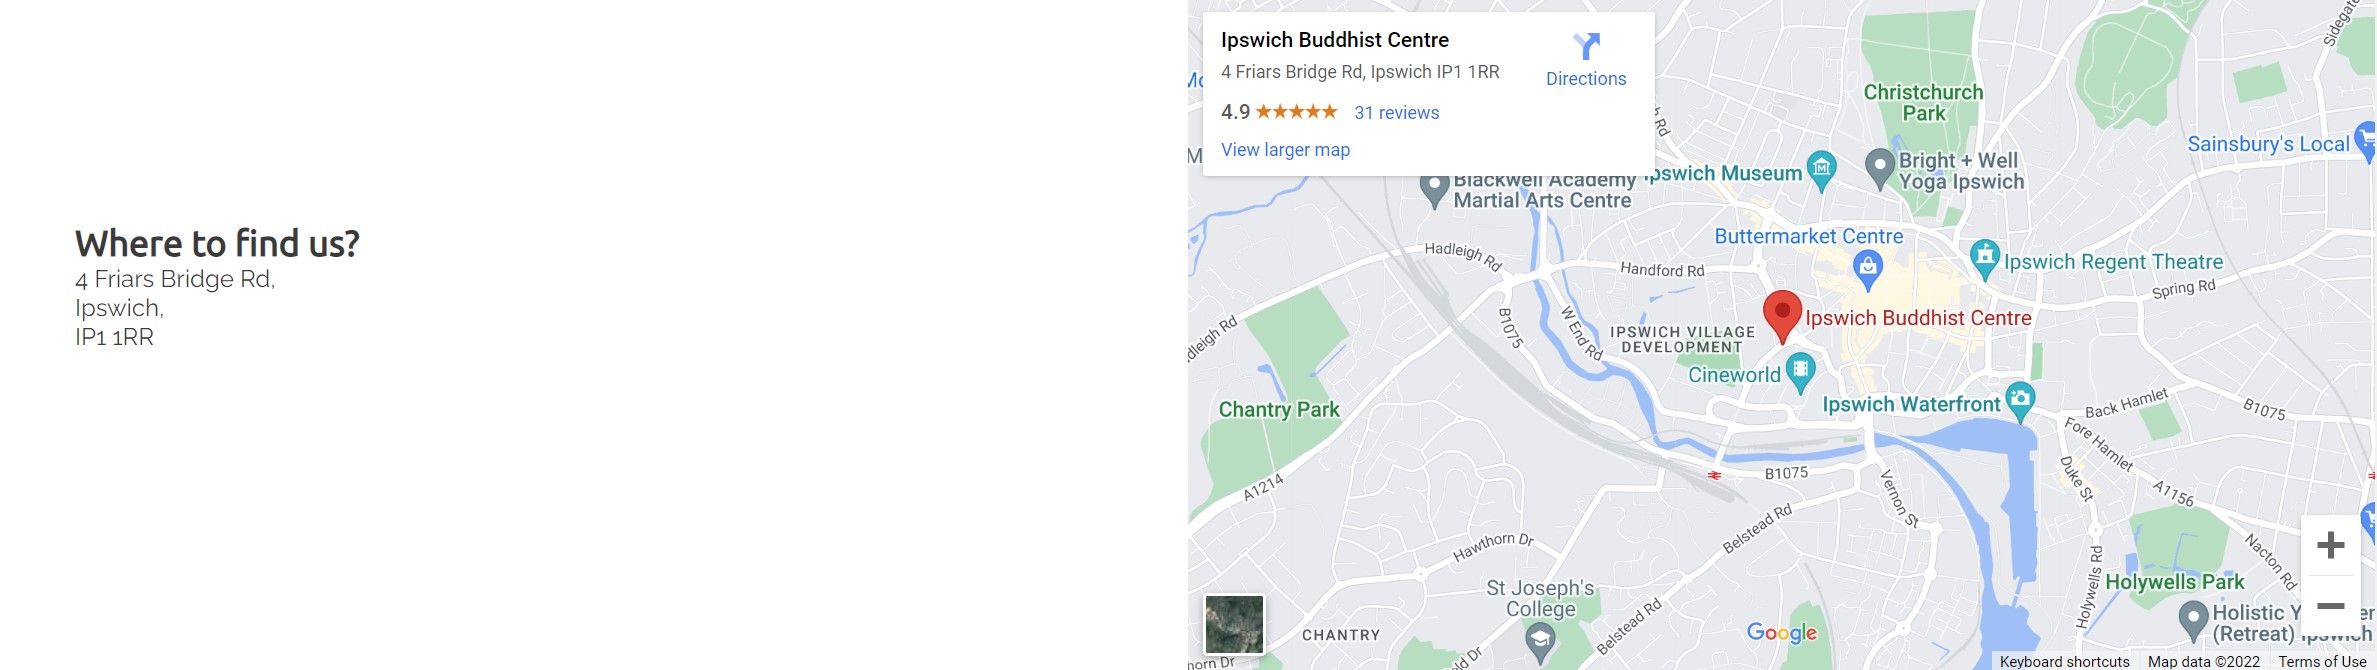 Where to find us?
4 Friars Bridge Rd,
Ipswich,
IP1 1RR
Ipswich Buddhist Centre
4 Friars Bridge Rd, Ipswich IP1 1RR
Directions
4.9
31 reviews
View larger map
Christchurch
Park
Sainsbury's Local
Bright + Well
Yoga Ipswich
Ipswich Museum
Blackwell Academy
Martial Arts Centre
Buttermarket Centre
Hadleigh Rd
Handford Rd
Ipswich Regent Theatre
Spring Rd
Ipswich Buddhist Centre
B1075
W End Rd
IPSWICH VILLAGE
DEVELOPMENT
Cineworld
Chantry Park
Ipswich Waterfront
Back Hamlet
B1075
Fore Hamlet
Duke St
A1156
A1214
B1075
Vernon St
Belstead Rd
Hawthorn Dr
Nacton Rd
Holywells Rd
Holywells Park
St Joseph's
College
Belstead Rd
CHANTRY
Google
Holistic
(Retreat) Ipswich
Keyboard shortcuts
Map data ©2022
Terms of Use